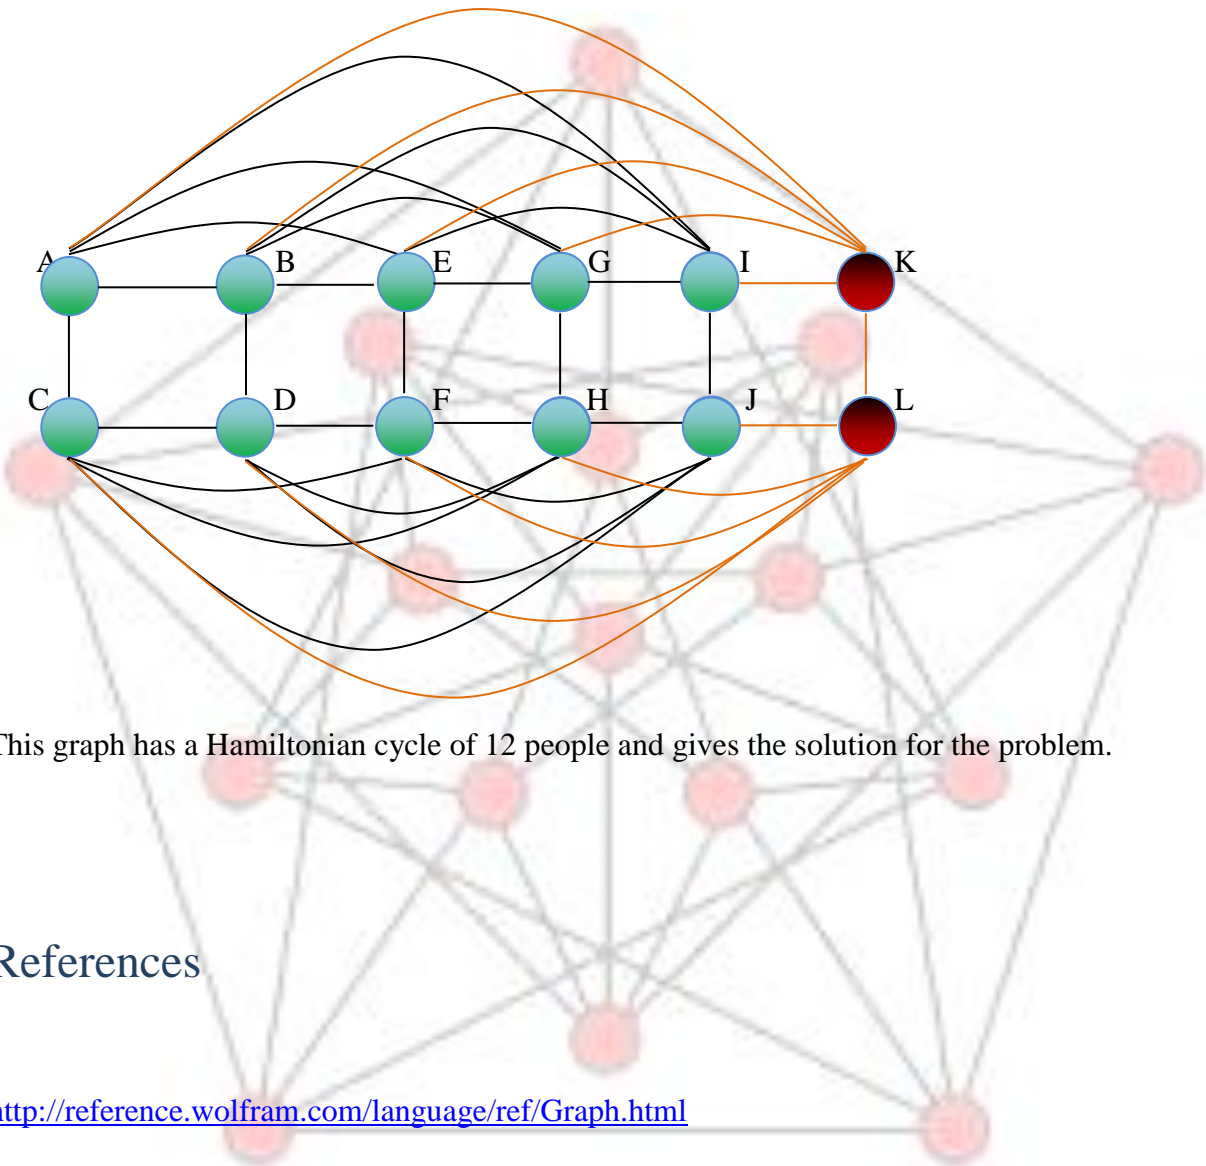 A B E G I K
C D F H J L
This graph has a Hamiltonian cycle of 12 people and gives the solution for the problem.
References
http://reference.wolfram.com/language/ref/Graph.html